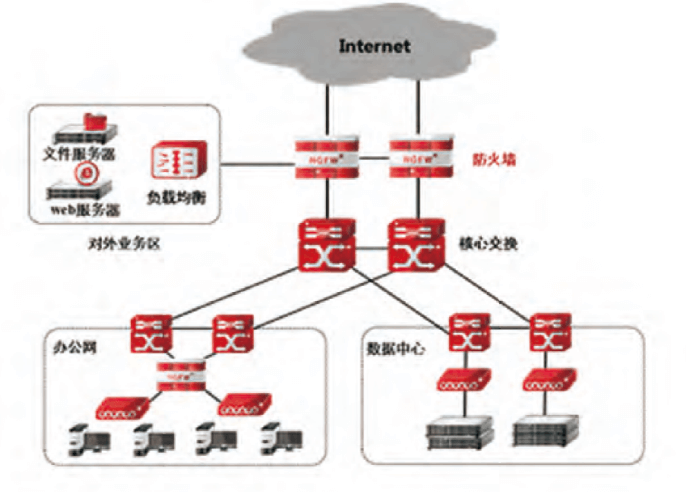 Internet
NGFW
NGFW
防火墙
文件服务器
web服务器
负载均衡
对外业务区
核心交换
办公网
NGFW
数据中心